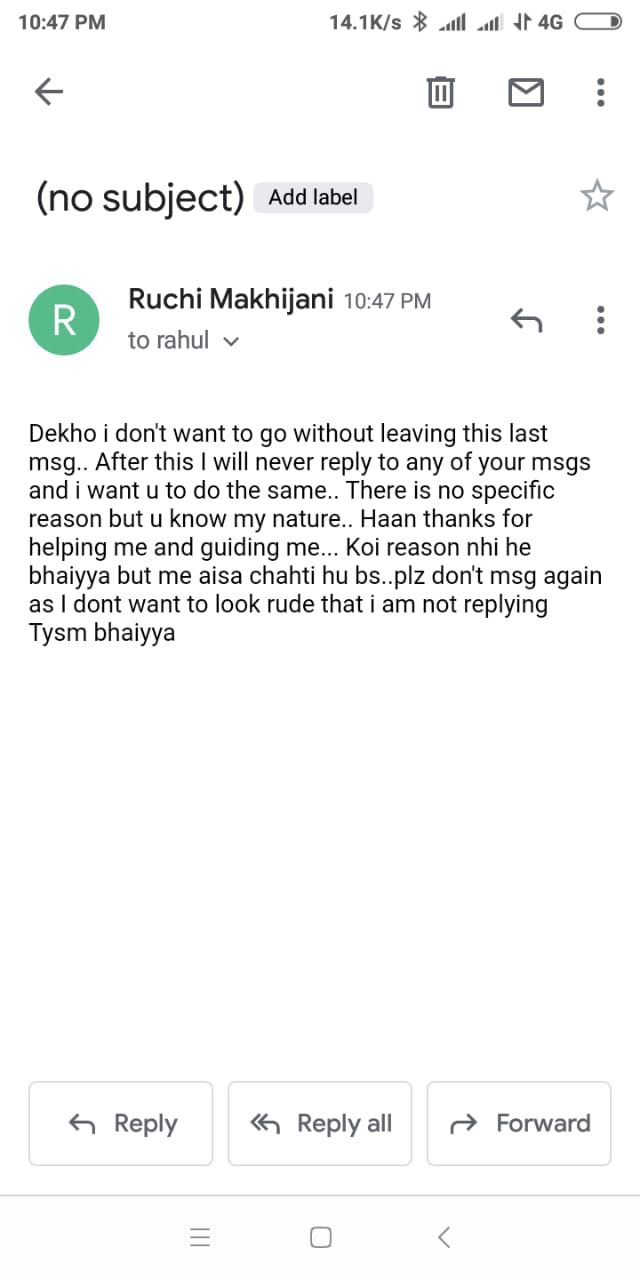 10:47 PM 14.1K/s 4G
(no subject) Add label
R Ruchi Makhijani 10:47 PM
to rahul
Dekho i don't want to go without leaving this last
msg.. After this I will never reply to any of your msgs
and i want u to do the same.. There is no specific
reason but u know my nature.. Haan thanks for
helping me and guiding me... Koi reason nhi he
bhaiyya but me aisa chahti hu bs..plz don't msg again
as I dont want to look rude that i am not replying
Tysm bhaiyya
Reply Reply all Forward